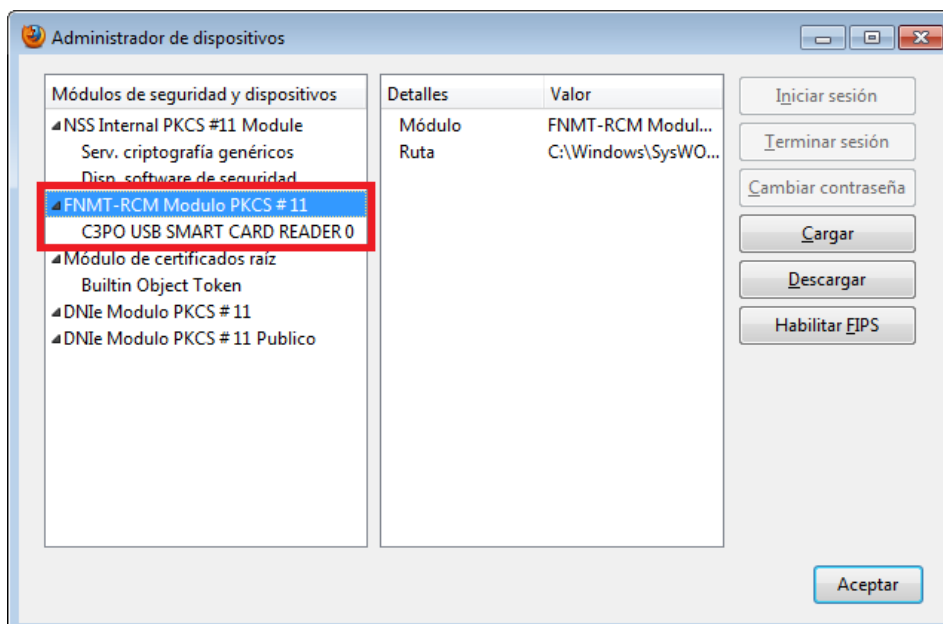 Administrador de dispositivos
Módulos de seguridad y dispositivos
NSS Internal PKCS #11 Module
Serv. criptografía genéricos
Disp. software de seguridad
FNMT-RCM Modulo PKCS # 11
C3PO USB SMART CARD READER 0
Módulo de certificados raíz
Builtin Object Token
DNIe Modulo PKCS # 11
DNIe Modulo PKCS # 11 Publico
Detalles Valor
Módulo FNMT-RCM Modul...
Ruta C:\Windows\SysWO...
Iniciar sesión
Terminar sesión
Cambiar contraseña
Cargar
Descargar
Habilitar FIPS
Aceptar